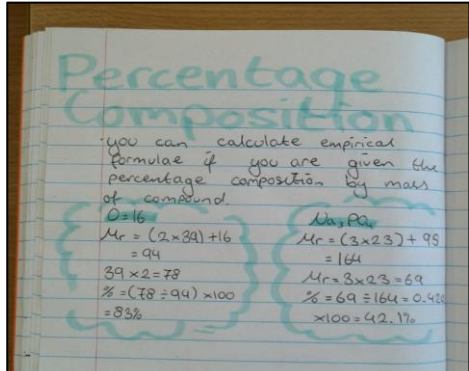 Percentage
Composition
·you can calculate empirical
formulae if you are given the
percentage composition by mass
of compound.
O=16
Mr = (2×39)+16
= 94
39 × 2 = 78
% = (78 ÷ 94) ×100
= 83%
Na₃PO₄
Mr = (3×23) + 95
= 164
Mr = 3×23 = 69
% = 69 ÷ 164 = 0.420
×100 = 42.1%